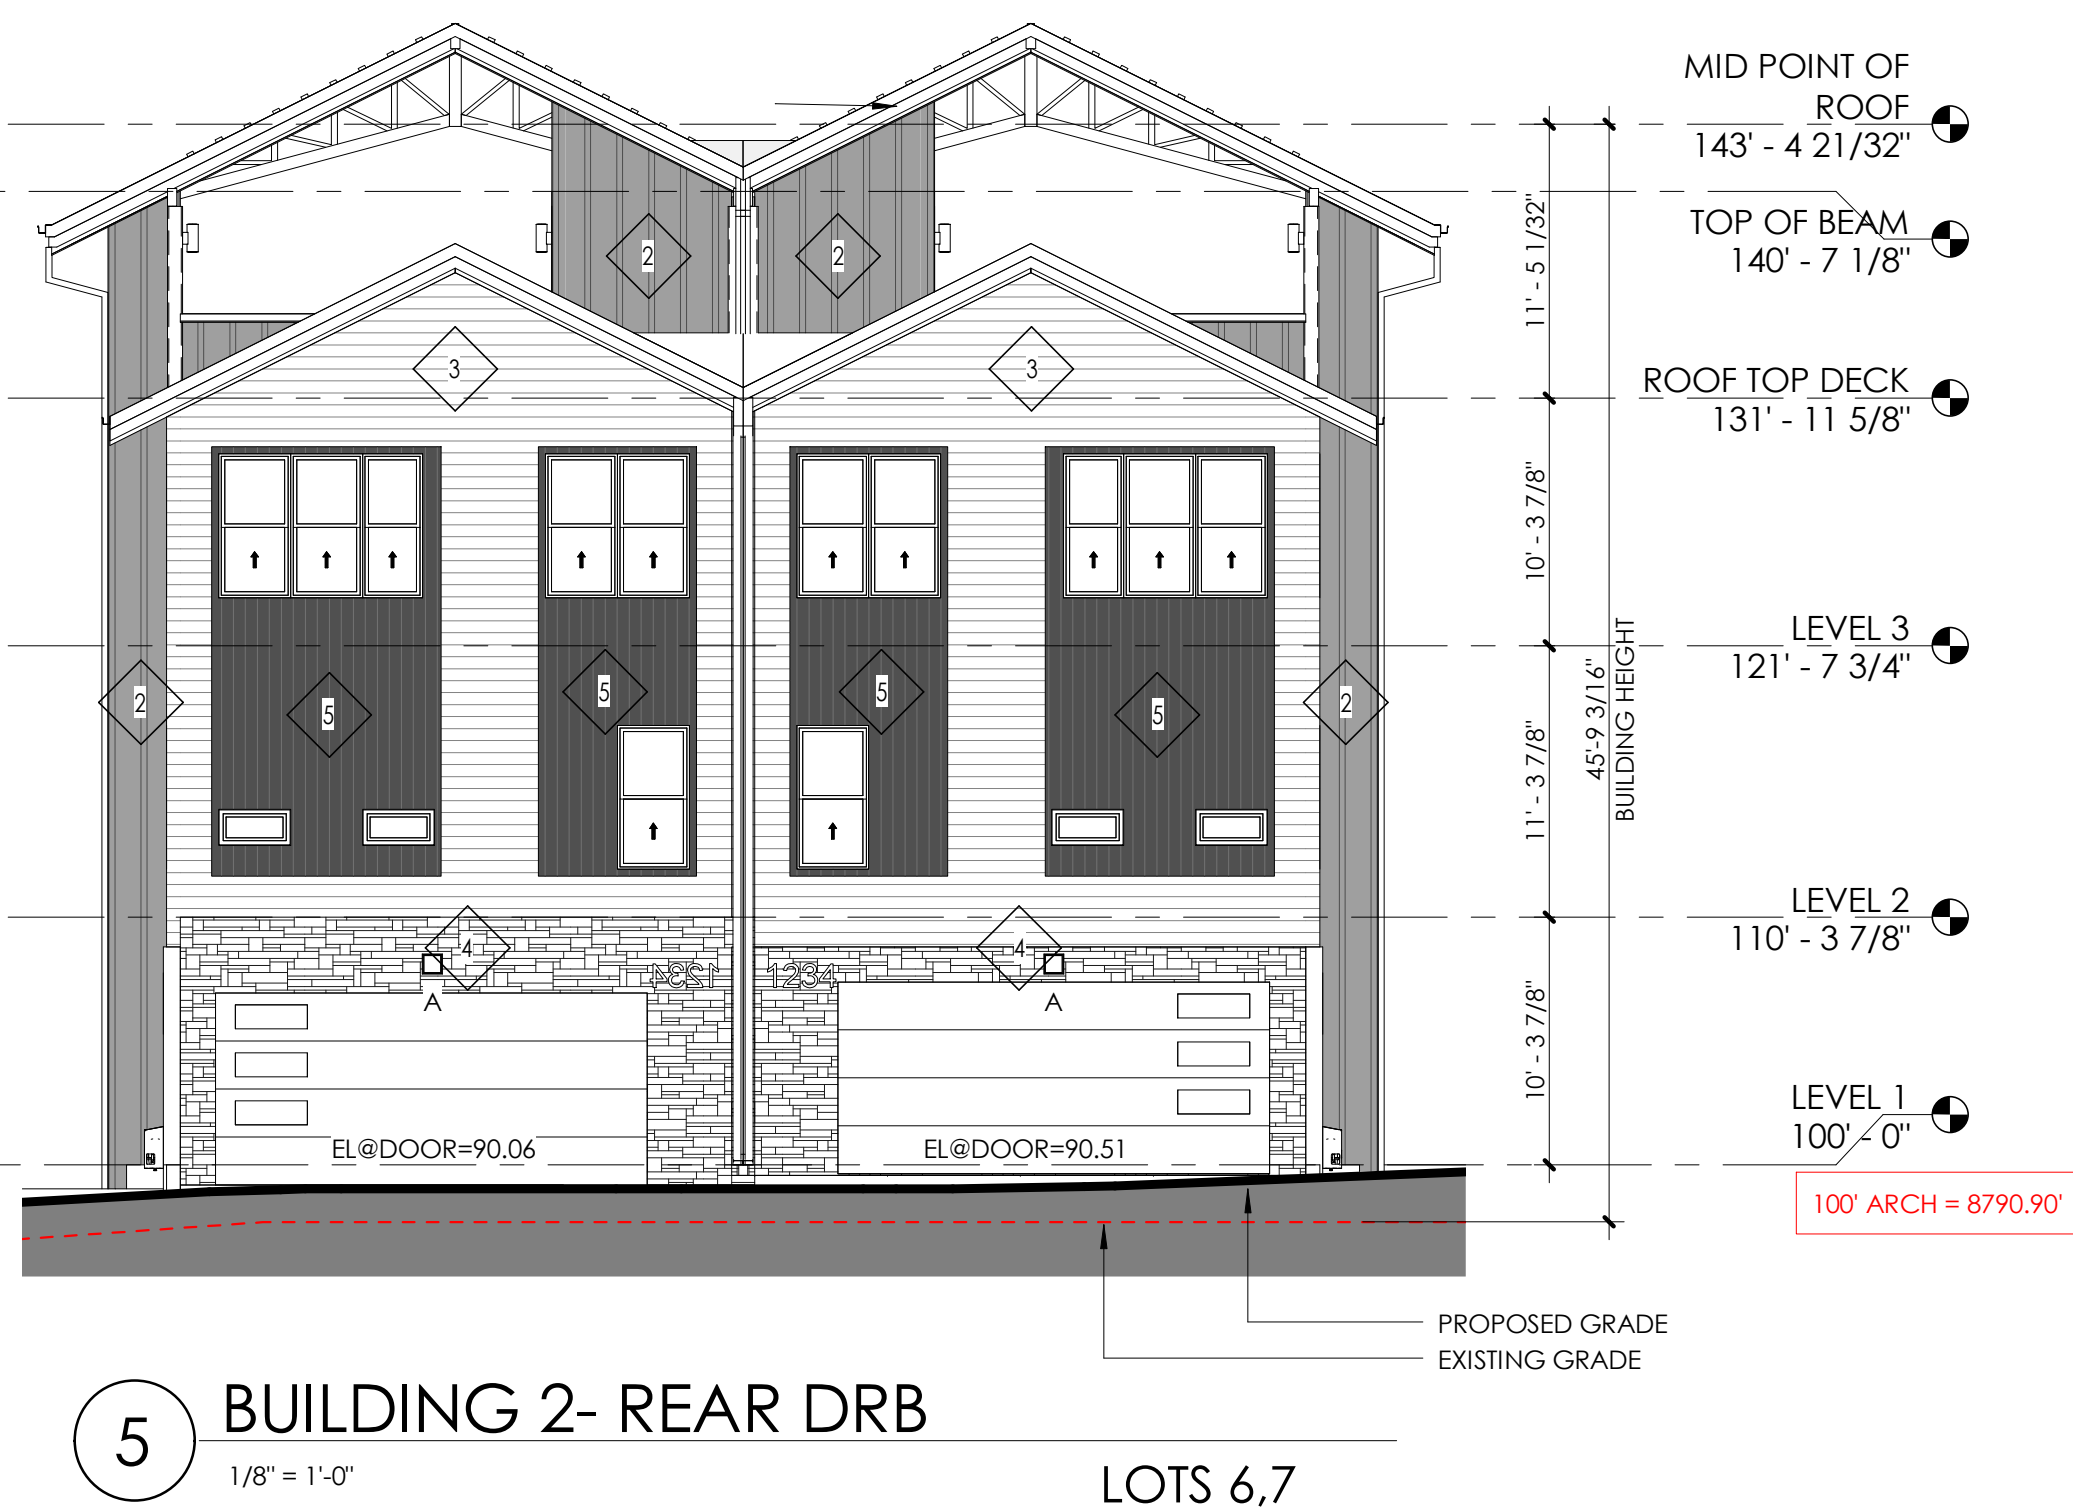 MID POINT OF
ROOF
143' - 4 21/32"
TOP OF BEAM
140' - 7 1/8"
11' - 5 1/32"
2
2
3
3
ROOF TOP DECK
131' - 11 5/8"
10' - 3 7/8"
LEVEL 3
121' - 7 3/4"
45'-9 3/16"
BUILDING HEIGHT
2
5
5
5
5
2
11' - 3 7/8"
LEVEL 2
110' - 3 7/8"
4
4
1234
1234
A
A
10' - 3 7/8"
LEVEL 1
100' - 0"
EL@DOOR=90.06
EL@DOOR=90.51
100' ARCH = 8790.90'
PROPOSED GRADE
EXISTING GRADE
5
BUILDING 2- REAR DRB
1/8" = 1'-0"
LOTS 6,7